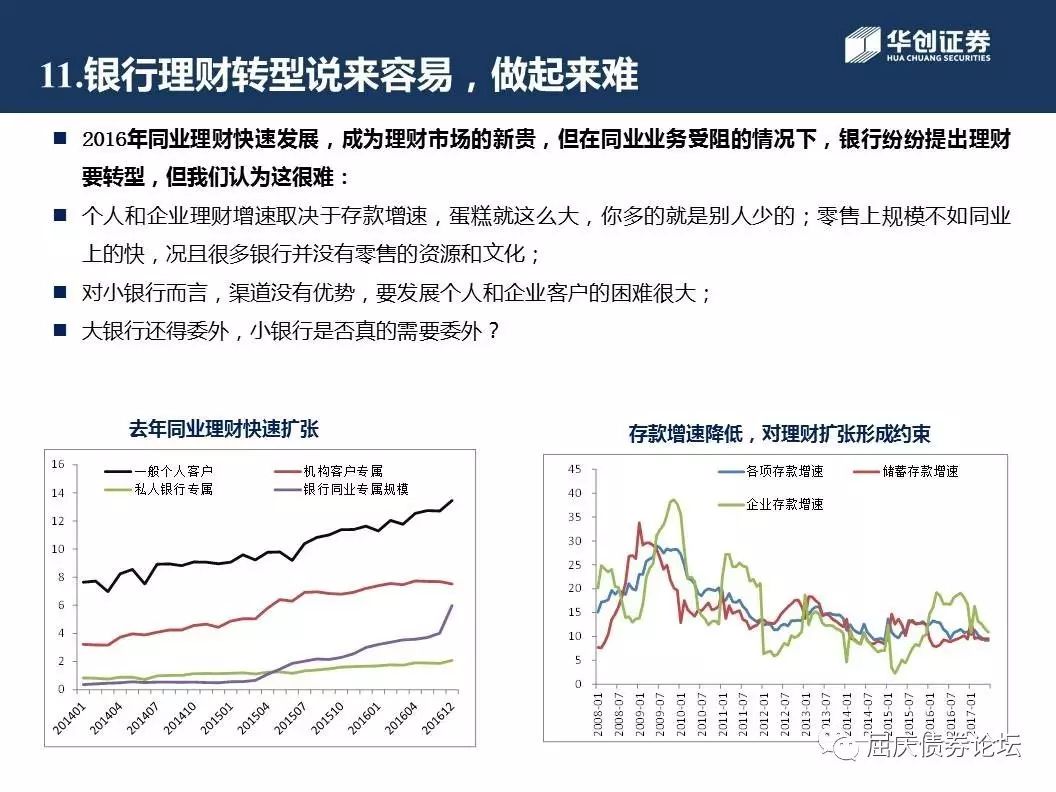 华创证券
HUA CHUANG SECURITIES
11.银行理财转型说来容易，做起来难
2016年同业理财快速发展，成为理财市场的新贵，但在同业业务受阻的情况下，银行纷纷提出理财
要转型，但我们认为这很难：
个人和企业理财增速取决于存款增速，蛋糕就这么大，你多的就是别人少的；零售上规模不如同业
上的快，况且很多银行并没有零售的资源和文化；
对小银行而言，渠道没有优势，要发展个人和企业客户的困难很大；
大银行还得委外，小银行是否真的需要委外？
去年同业理财快速扩张
16
14
12
10
8
6
4
2
0
一般个人客户 机构客户专属
私人银行专属 银行同业专属规模
201401 201404 201407 201410 201501 201504 201507 201510 201601 201604 201612
存款增速降低，对理财扩张形成约束
45
40
35
30
25
20
15
10
5
0
各项存款增速 储蓄存款增速
企业存款增速
2008-01 2008-07 2009-01 2009-07 2010-01 2010-07 2011-01 2011-07 2012-01 2012-07 2013-01 2013-07 2014-01 2014-07 2015-01 2015-07 2016-01 2016-07 2017-01
屈庆债券论坛